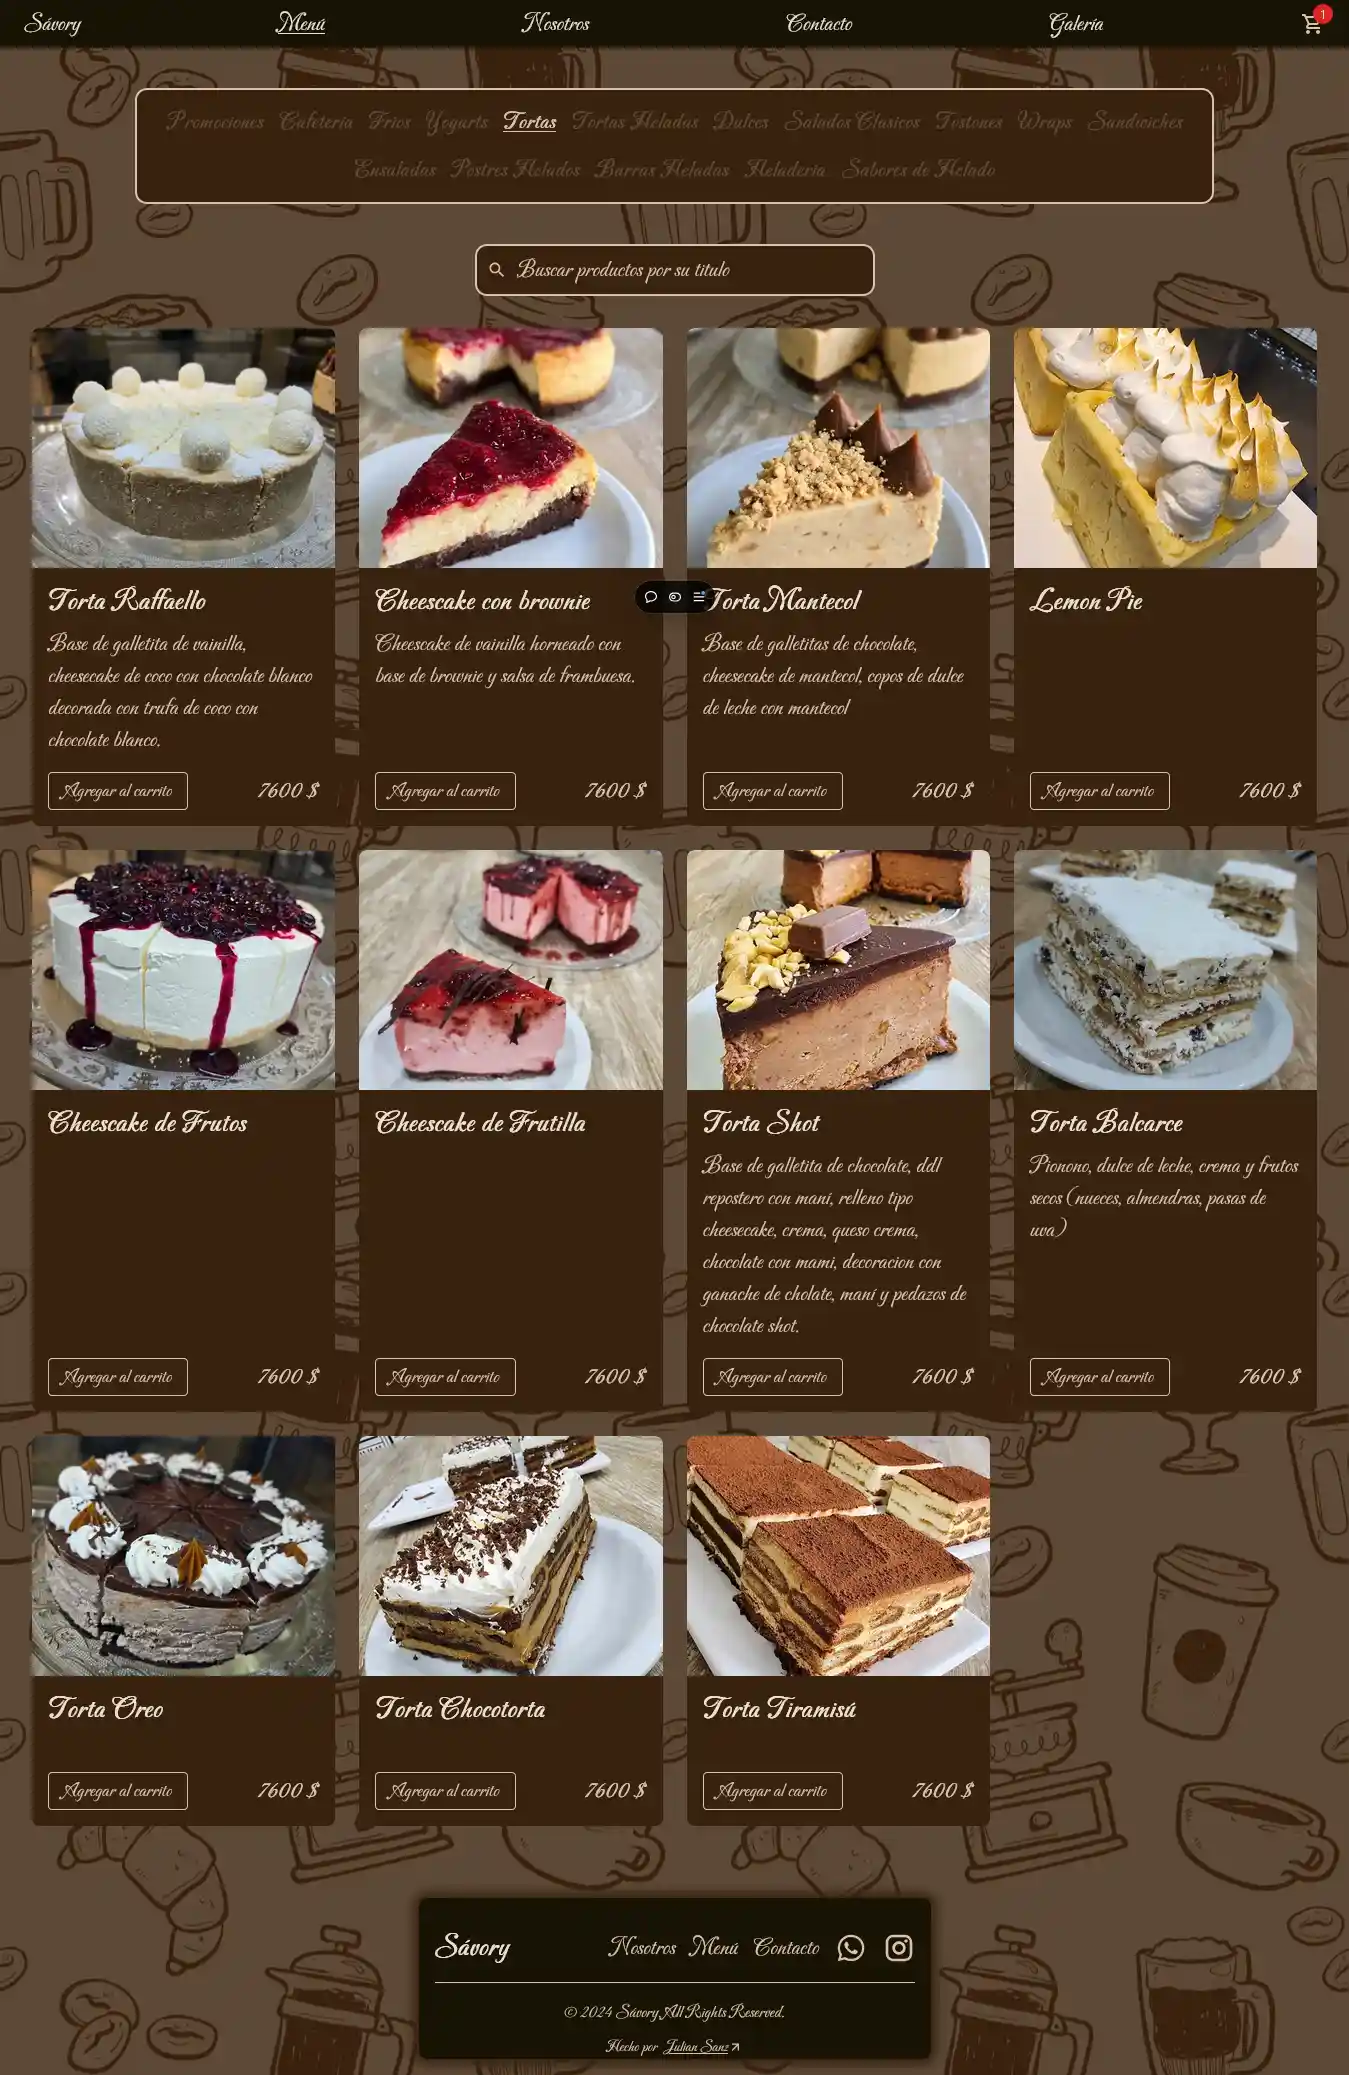 Sávory Menú Nosotros Contacto Galería 1
Promociones Cafeteria Frios Yogurts Tortas Tortas Heladas Dulces Salados Clasicos Tostones Wraps Sandwiches
Ensaladas Postres Helados Barras Heladas Heladeria Sabores de Helado
Buscar productos por su titulo
Torta Raffaello
Base de galletita de vainilla,
cheesecake de coco con chocolate blanco
decorada con trufa de coco con
chocolate blanco.
Agregar al carrito 7600 $
Cheescake con brownie
Cheescake de vainilla horneado con
base de brownie y salsa de frambuesa.
Agregar al carrito 7600 $
Torta Mantecol
Base de galletitas de chocolate,
cheesecake de mantecol, copos de dulce
de leche con mantecol
Agregar al carrito 7600 $
Lemon Pie
Agregar al carrito 7600 $
Cheescake de Frutos
Agregar al carrito 7600 $
Cheescake de Frutilla
Agregar al carrito 7600 $
Torta Shot
Base de galletita de chocolate, ddl
repostero con maní, relleno tipo
cheesecake, crema, queso crema,
chocolate con mami, decoracion con
ganache de cholate, maní y pedazos de
chocolate shot.
Agregar al carrito 7600 $
Torta Balcarce
Pionono, dulce de leche, crema y frutos
secos (nueces, almendras, pasas de
uva)
Agregar al carrito 7600 $
Torta Oreo
Agregar al carrito 7600 $
Torta Chocotorta
Agregar al carrito 7600 $
Torta Tiramisú
Agregar al carrito 7600 $
Sávory Nosotros Menú Contacto
© 2024 Sávory All Rights Reserved.
Hecho por Julian Sanz